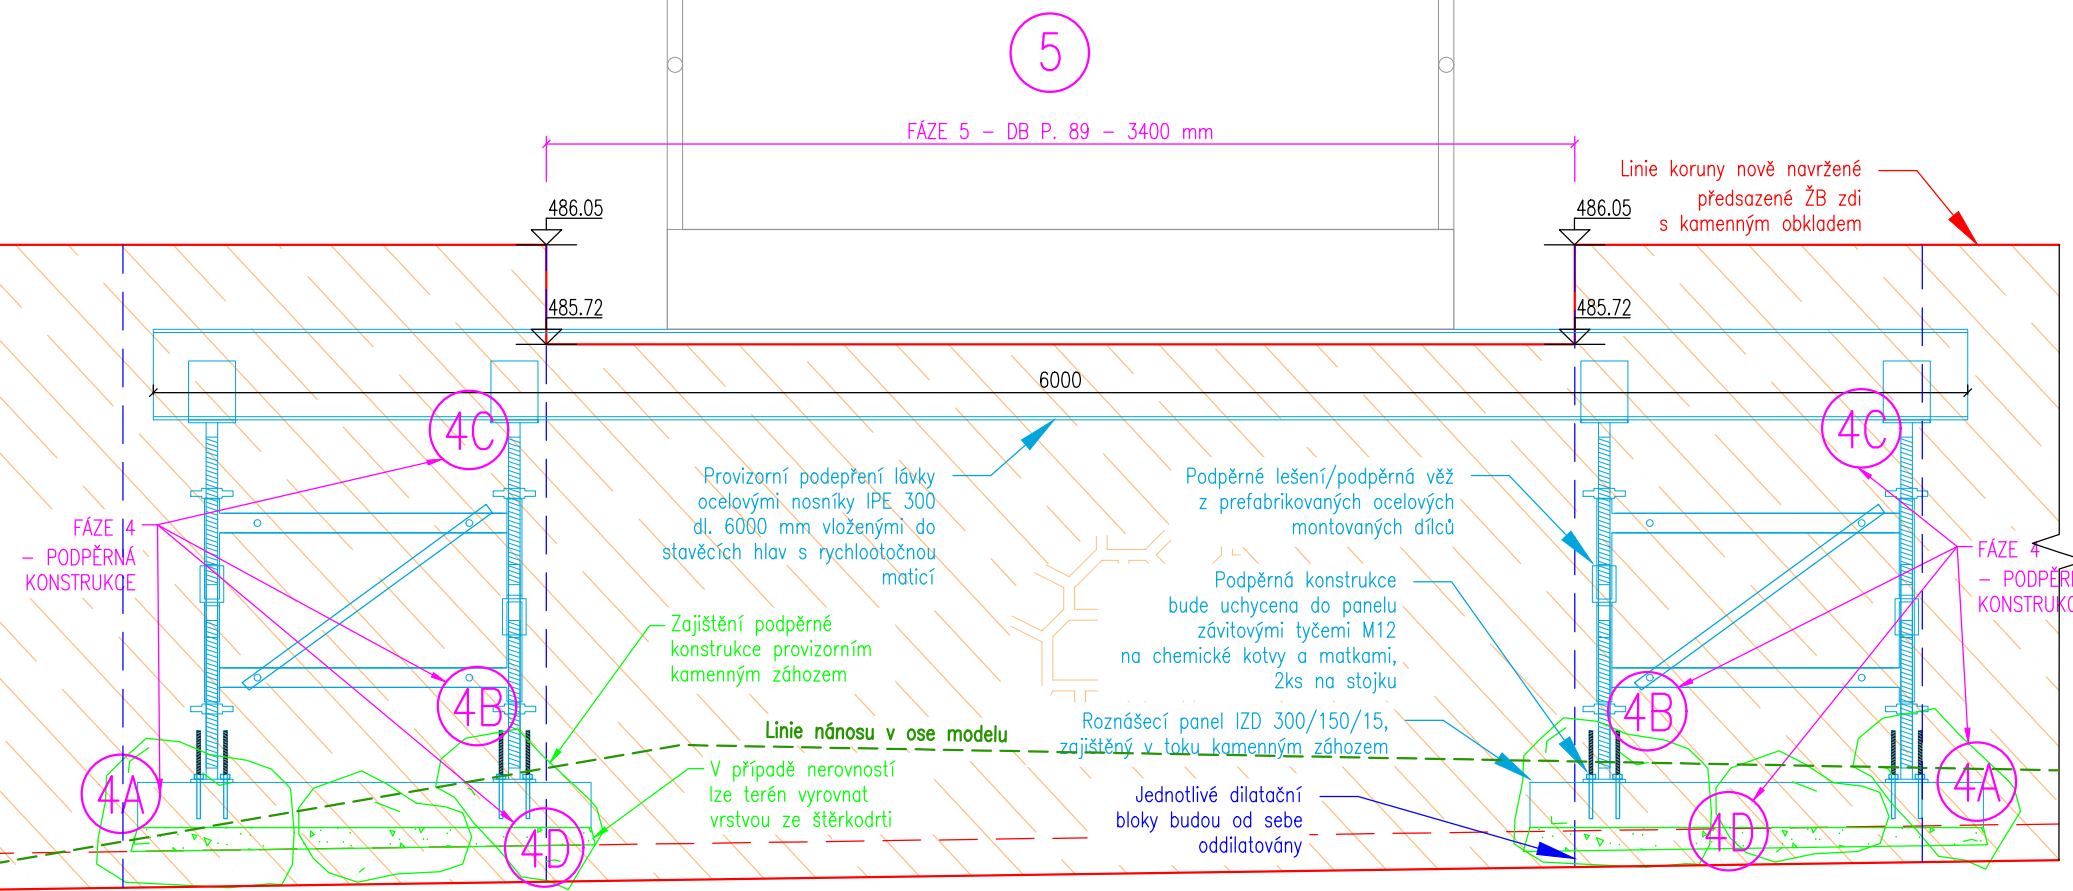 5
FÁZE 5 – DB P. 89 – 3400 mm
Linie koruny nově navržené
předsazené ŽB zdi
s kamenným obkladem
486.05
486.05
485.72
485.72
6000
4C
4C
Provizorní podepření lávky
ocelovými nosníky IPE 300
dl. 6000 mm vloženými do
stavěcích hlav s rychlootočnou
maticí
Podpěrné lešení/podpěrná věž
z prefabrikovaných ocelových
montovaných dílců
FÁZE 4
– PODPĚRNÁ
KONSTRUKCE
FÁZE 4
– PODPĚR
KONSTRUKC
Podpěrná konstrukce
bude uchycena do panelu
závitovými tyčemi M12
na chemické kotvy a matkami,
2ks na stojku
Zajištění podpěrné
konstrukce provizorním
kamenným záhozem
4B
4B
Linie nánosu v ose modelu
Roznášecí panel IZD 300/150/15,
zajištěný v toku kamenným záhozem
V případě nerovností
lze terén vyrovnat
vrstvou ze štěrkodrti
4A
4A
Jednotlivé dilatační
bloky budou od sebe
oddilatovány
4D
4D